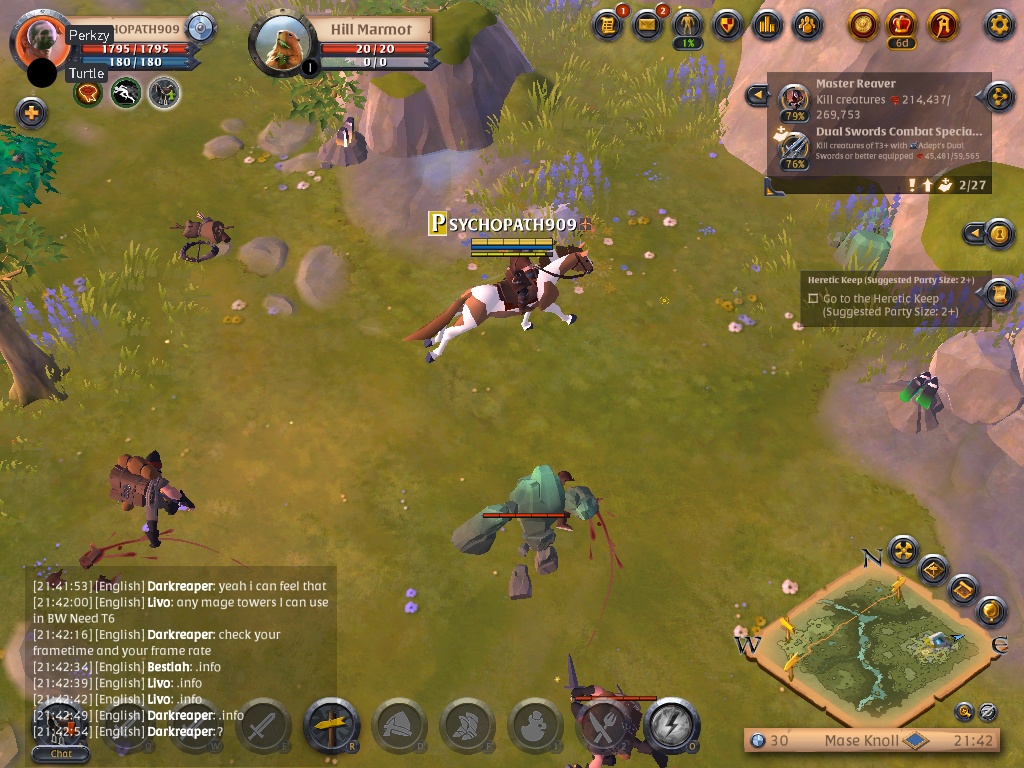 Perkzy
HOPATH909
1795 / 1795
180 / 180
Turtle
Hill Marmot
20 / 20
0 / 0
I
1
2
1%
6d
Master Reaver
Kill creatures 214,437/
269,753
79%
Dual Swords Combat Specia...
Kill creatures of T3+ with Adept's Dual
Swords or better equipped 45,481/59,565
76%
2/27
PSYCHOPATH909
Heretic Keep (Suggested Party Size: 2+)
Go to the Heretic Keep
(Suggested Party Size: 2+)
[21:41:53] [English] Darkreaper: yeah i can feel that
[21:42:00] [English] Livo: any mage towers I can use
in BW Need T6
[21:42:16] [English] Darkreaper: check your
frametime and your frame rate
[21:42:34] [English] Bestiah: .info
[21:42:39] [English] Livo: .info
[21:42:42] [English] Livo: .info
[21:42:49] [English] Darkreaper: .info
[21:42:54] [English] Darkreaper: ?
Chat
Q
W
E
R
D
F
1
2
O
N
W
E
30
Mase Knoll
21:42